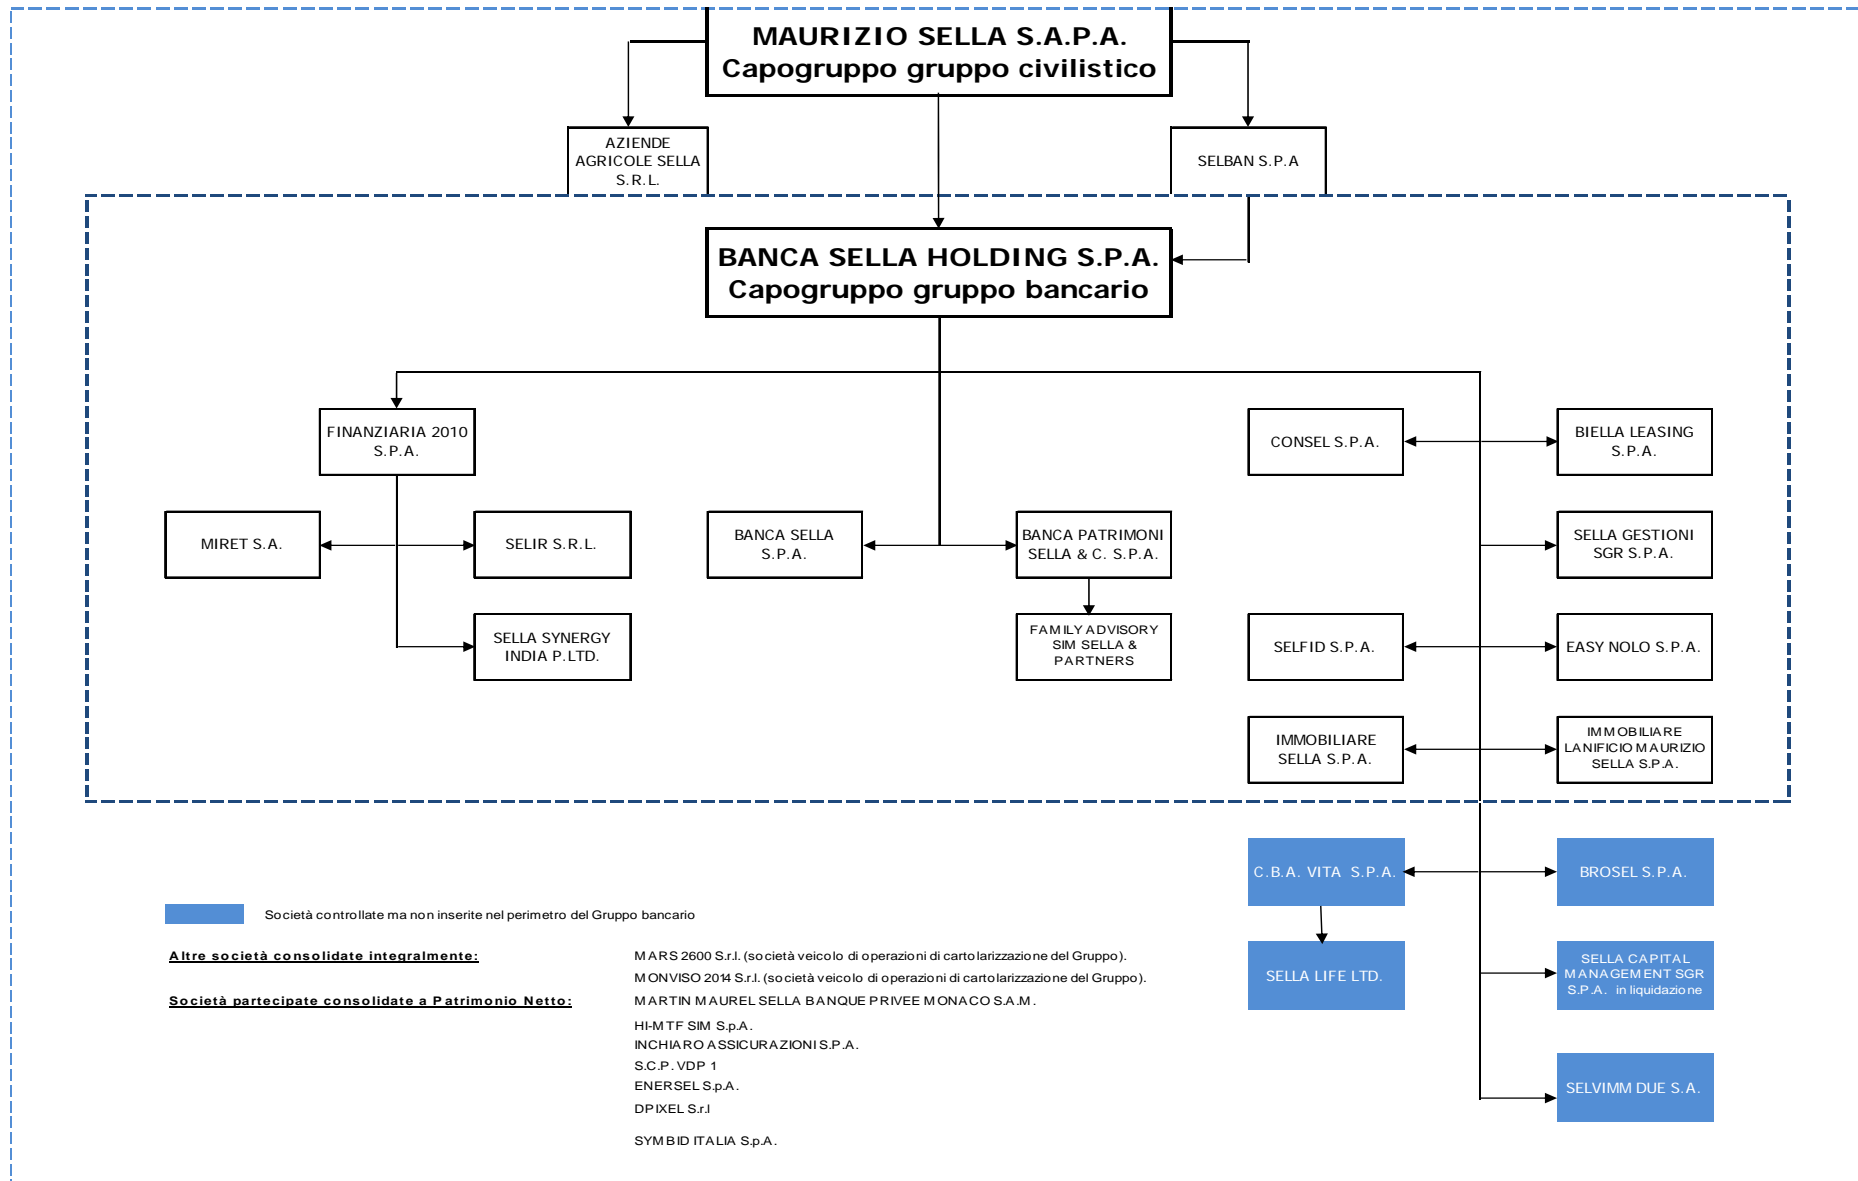 MAURIZIO SELLA S.A.P.A.
Capogruppo gruppo civilistico
AZIENDE
AGRICOLE SELLA
S.R.L.
SELBAN S.P.A
BANCA SELLA HOLDING S.P.A.
Capogruppo gruppo bancario
FINANZIARIA 2010
S.P.A.
CONSEL S.P.A.
BIELLA LEASING
S.P.A.
MIRET S.A.
SELIR S.R.L.
BANCA SELLA
S.P.A.
BANCA PATRIMONI
SELLA & C. S.P.A.
SELLA GESTIONI
SGR S.P.A.
SELLA SYNERGY
INDIA P.LTD.
FAMILY ADVISORY
SIM SELLA &
PARTNERS
SELFID S.P.A.
EASY NOLO S.P.A.
IMMOBILIARE
SELLA S.P.A.
IMMOBILIARE
LANIFICIO MAURIZIO
SELLA S.P.A.
C.B.A. VITA S.P.A.
BROSEL S.P.A.
SELLA LIFE LTD.
SELLA CAPITAL
MANAGEMENT SGR
S.P.A. in liquidazione
SELVIMM DUE S.A.
Società controllate ma non inserite nel perimetro del Gruppo bancario
Altre società consolidate integralmente:
MARS 2600 S.r.l. (società veicolo di operazioni di cartolarizzazione del Gruppo).
MONVISO 2014 S.r.l. (società veicolo di operazioni di cartolarizzazione del Gruppo).
Società partecipate consolidate a Patrimonio Netto:
MARTIN MAUREL SELLA BANQUE PRIVEE MONACO S.A.M.
HI-MTF SIM S.p.A.
INCHIARO ASSICURAZIONI S.P.A.
S.C.P. VDP 1
ENERSEL S.p.A.
DPIXEL S.r.l
SYMBID ITALIA S.p.A.